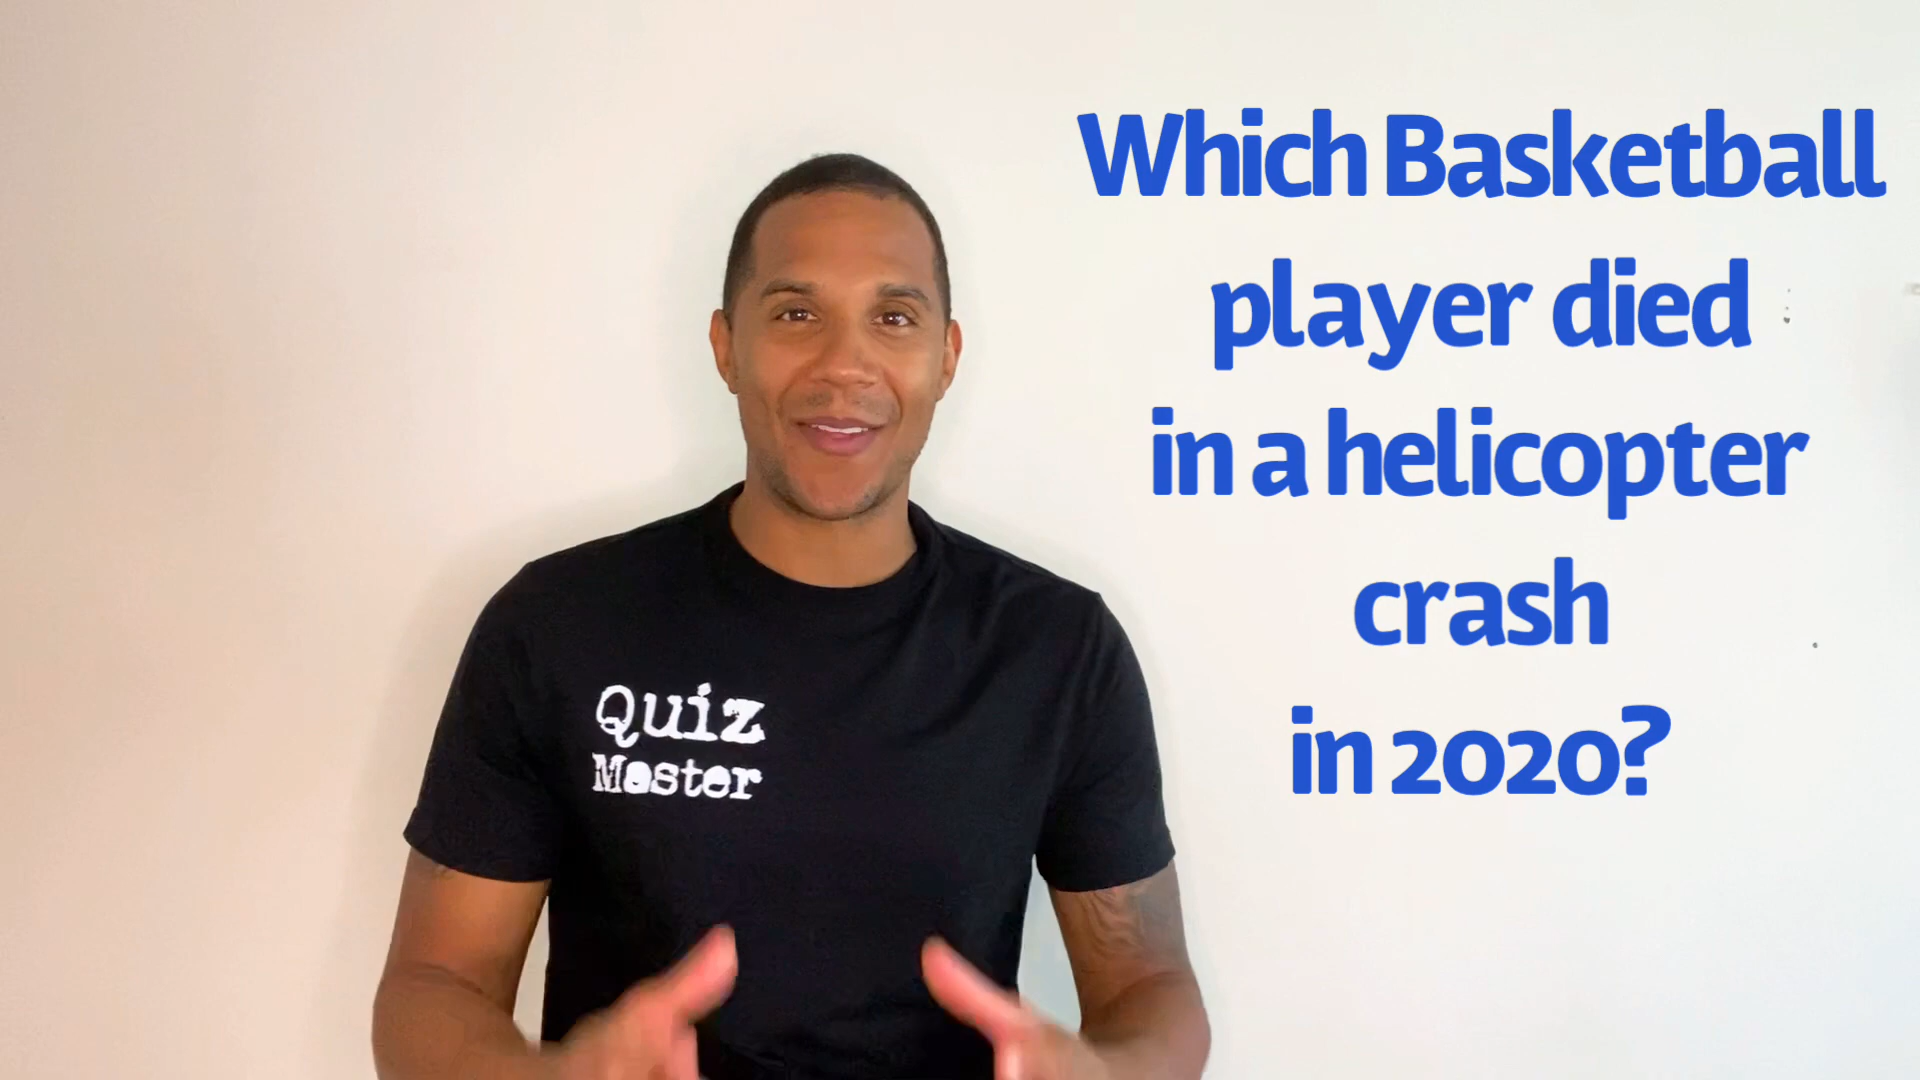 Which Basketball
player died
in a helicopter
crash
in 2020?
Quiz
Master